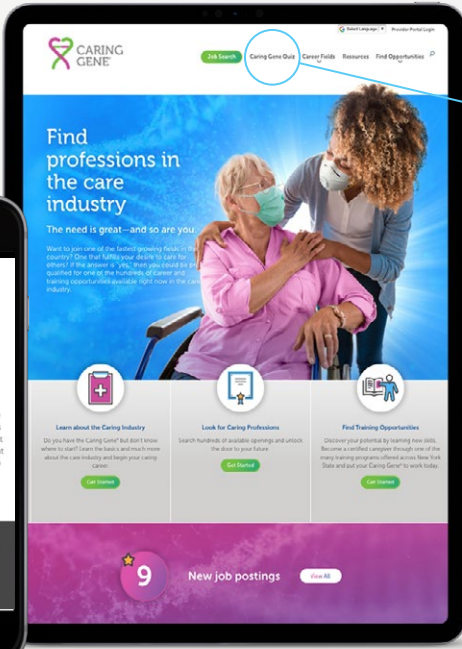 Select Language
Provider Portal Login
CARING
GENE
Job Search
Caring Gene Quiz
Career Fields
Resources
Find Opportunities
Find
professions in
the care
industry
The need is great—and so are you
Want to join one of the fastest growing fields in the
country? One that fulfills your desire to care for
others? If the answer is "yes," then you could be
qualified for one of the hundreds of career and
training opportunities available right now in the care
industry.
Learn about the Caring Industry
Do you have the Caring Gene® but don't know
where to start? Learn the basics and much more
about the care industry and begin your caring
career.
Get Started
Look for Caring Professions
Search hundreds of available openings and unlock
the door to your future.
Get Started
Find Training Opportunities
Discover your potential by learning new skills.
Become a certified caregiver through one of the
many training programs offered across New York
State and put your Caring Gene® to work today.
Get Started
9
New job postings
View All